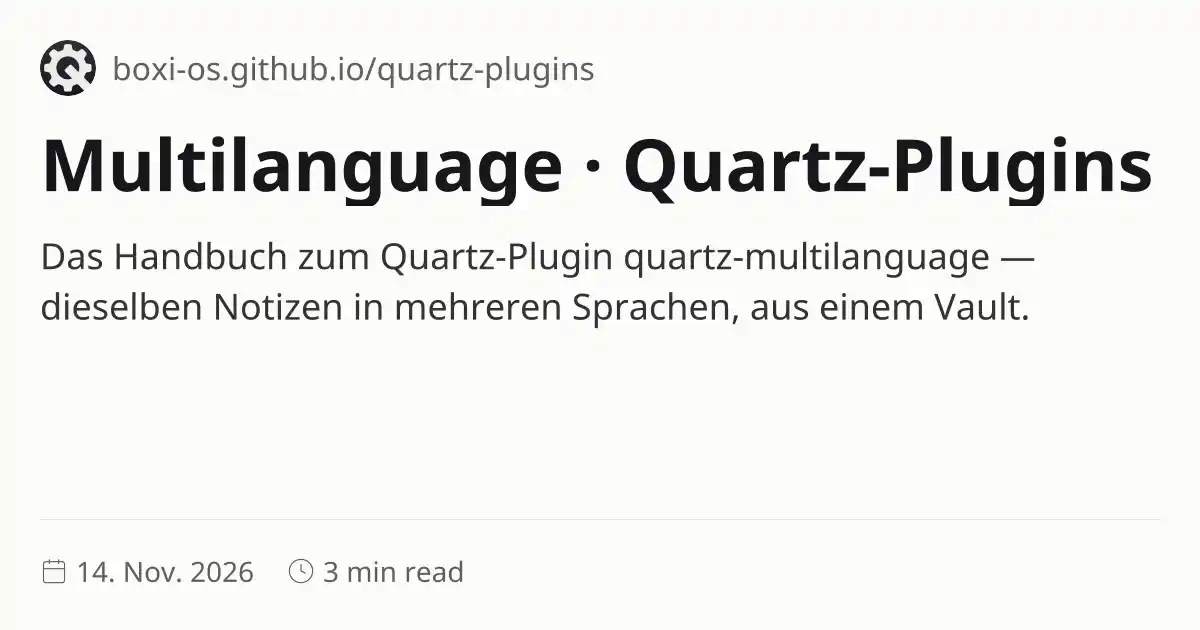 boxi-os.github.io/quartz-plugins
Multilanguage · Quartz-Plugins
Das Handbuch zum Quartz-Plugin quartz-multilanguage —
dieselben Notizen in mehreren Sprachen, aus einem Vault.
14. Nov. 2026 3 min read